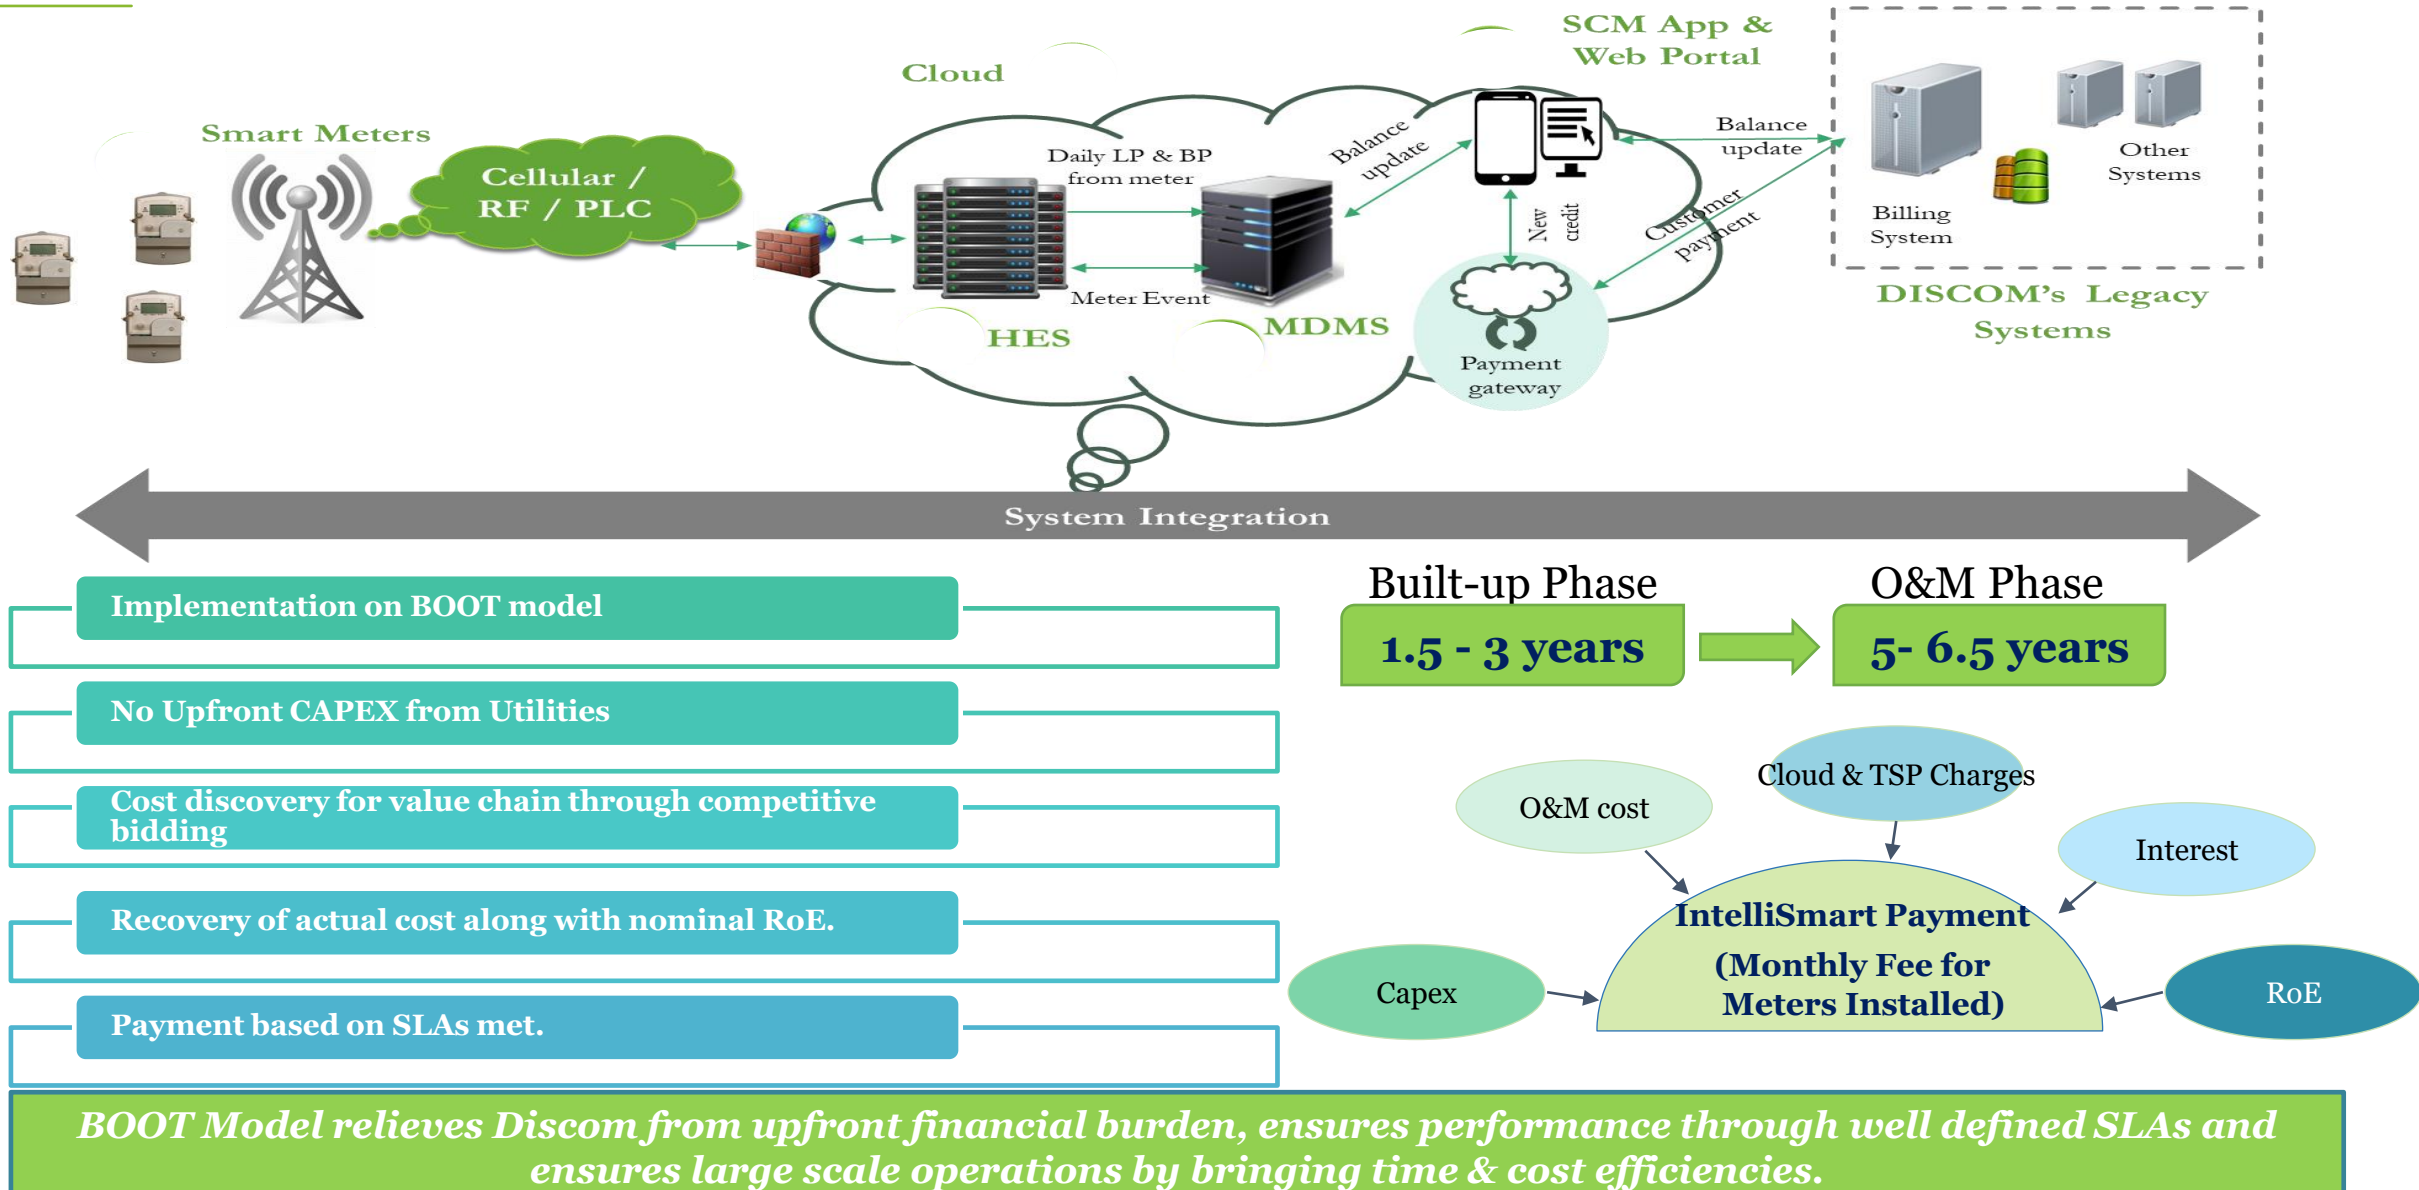 SCM App &
Web Portal
Cloud
Smart Meters
Cellular /
RF / PLC
Daily LP & BP
from meter
Meter Event
HES
MDMS
Balance
update
New
credit
Payment
gateway
Balance
update
Customer
payment
Billing
System
Other
Systems
DISCOM's Legacy
Systems
System Integration
Implementation on BOOT model
No Upfront CAPEX from Utilities
Cost discovery for value chain through competitive
bidding
Recovery of actual cost along with nominal RoE.
Payment based on SLAs met.
Built-up Phase
1.5 - 3 years
O&M Phase
5- 6.5 years
O&M cost
Cloud & TSP Charges
Interest
Capex
RoE
IntelliSmart Payment
(Monthly Fee for
Meters Installed)
BOOT Model relieves Discom from upfront financial burden, ensures performance through well defined SLAs and
ensures large scale operations by bringing time & cost efficiencies.